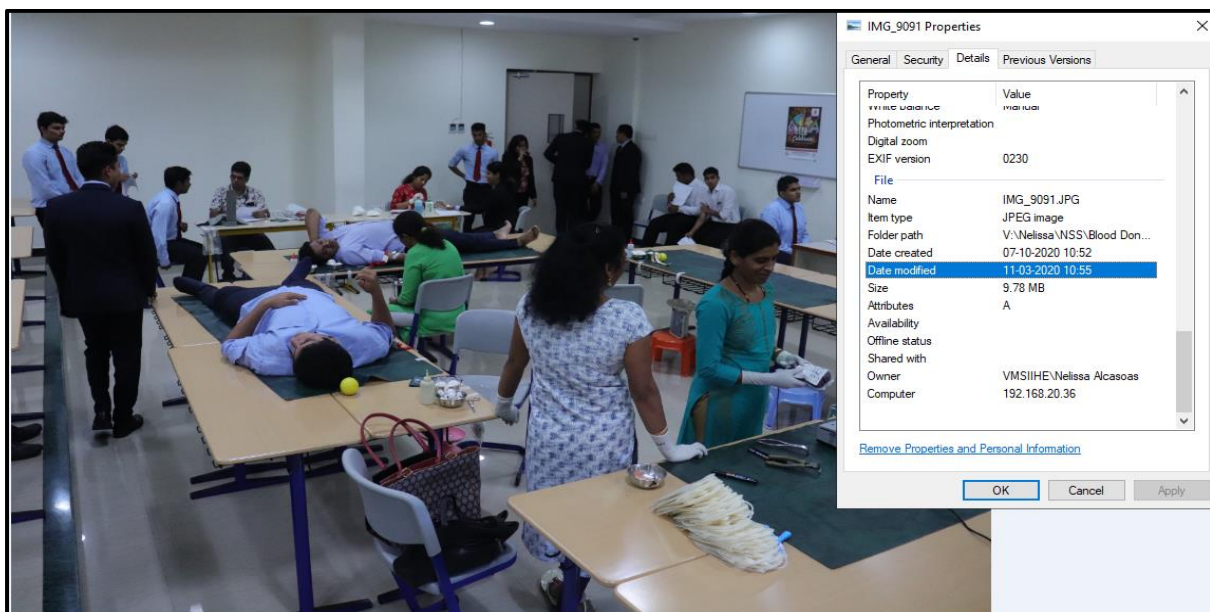 IMG_9091 Properties
General Security Details Previous Versions
Property Value
White balance Manual
Photometric interpretation
Digital zoom
EXIF version 0230
File
Name IMG_9091.JPG
Item type JPEG image
Folder path V:\Nelissa\NSS\Blood Don...
Date created 07-10-2020 10:52
Date modified 11-03-2020 10:55
Size 9.78 MB
Attributes A
Availability
Offline status
Shared with
Owner VMSIIHE\Nelissa Alcasoas
Computer 192.168.20.36
Remove Properties and Personal Information
OK Cancel Apply